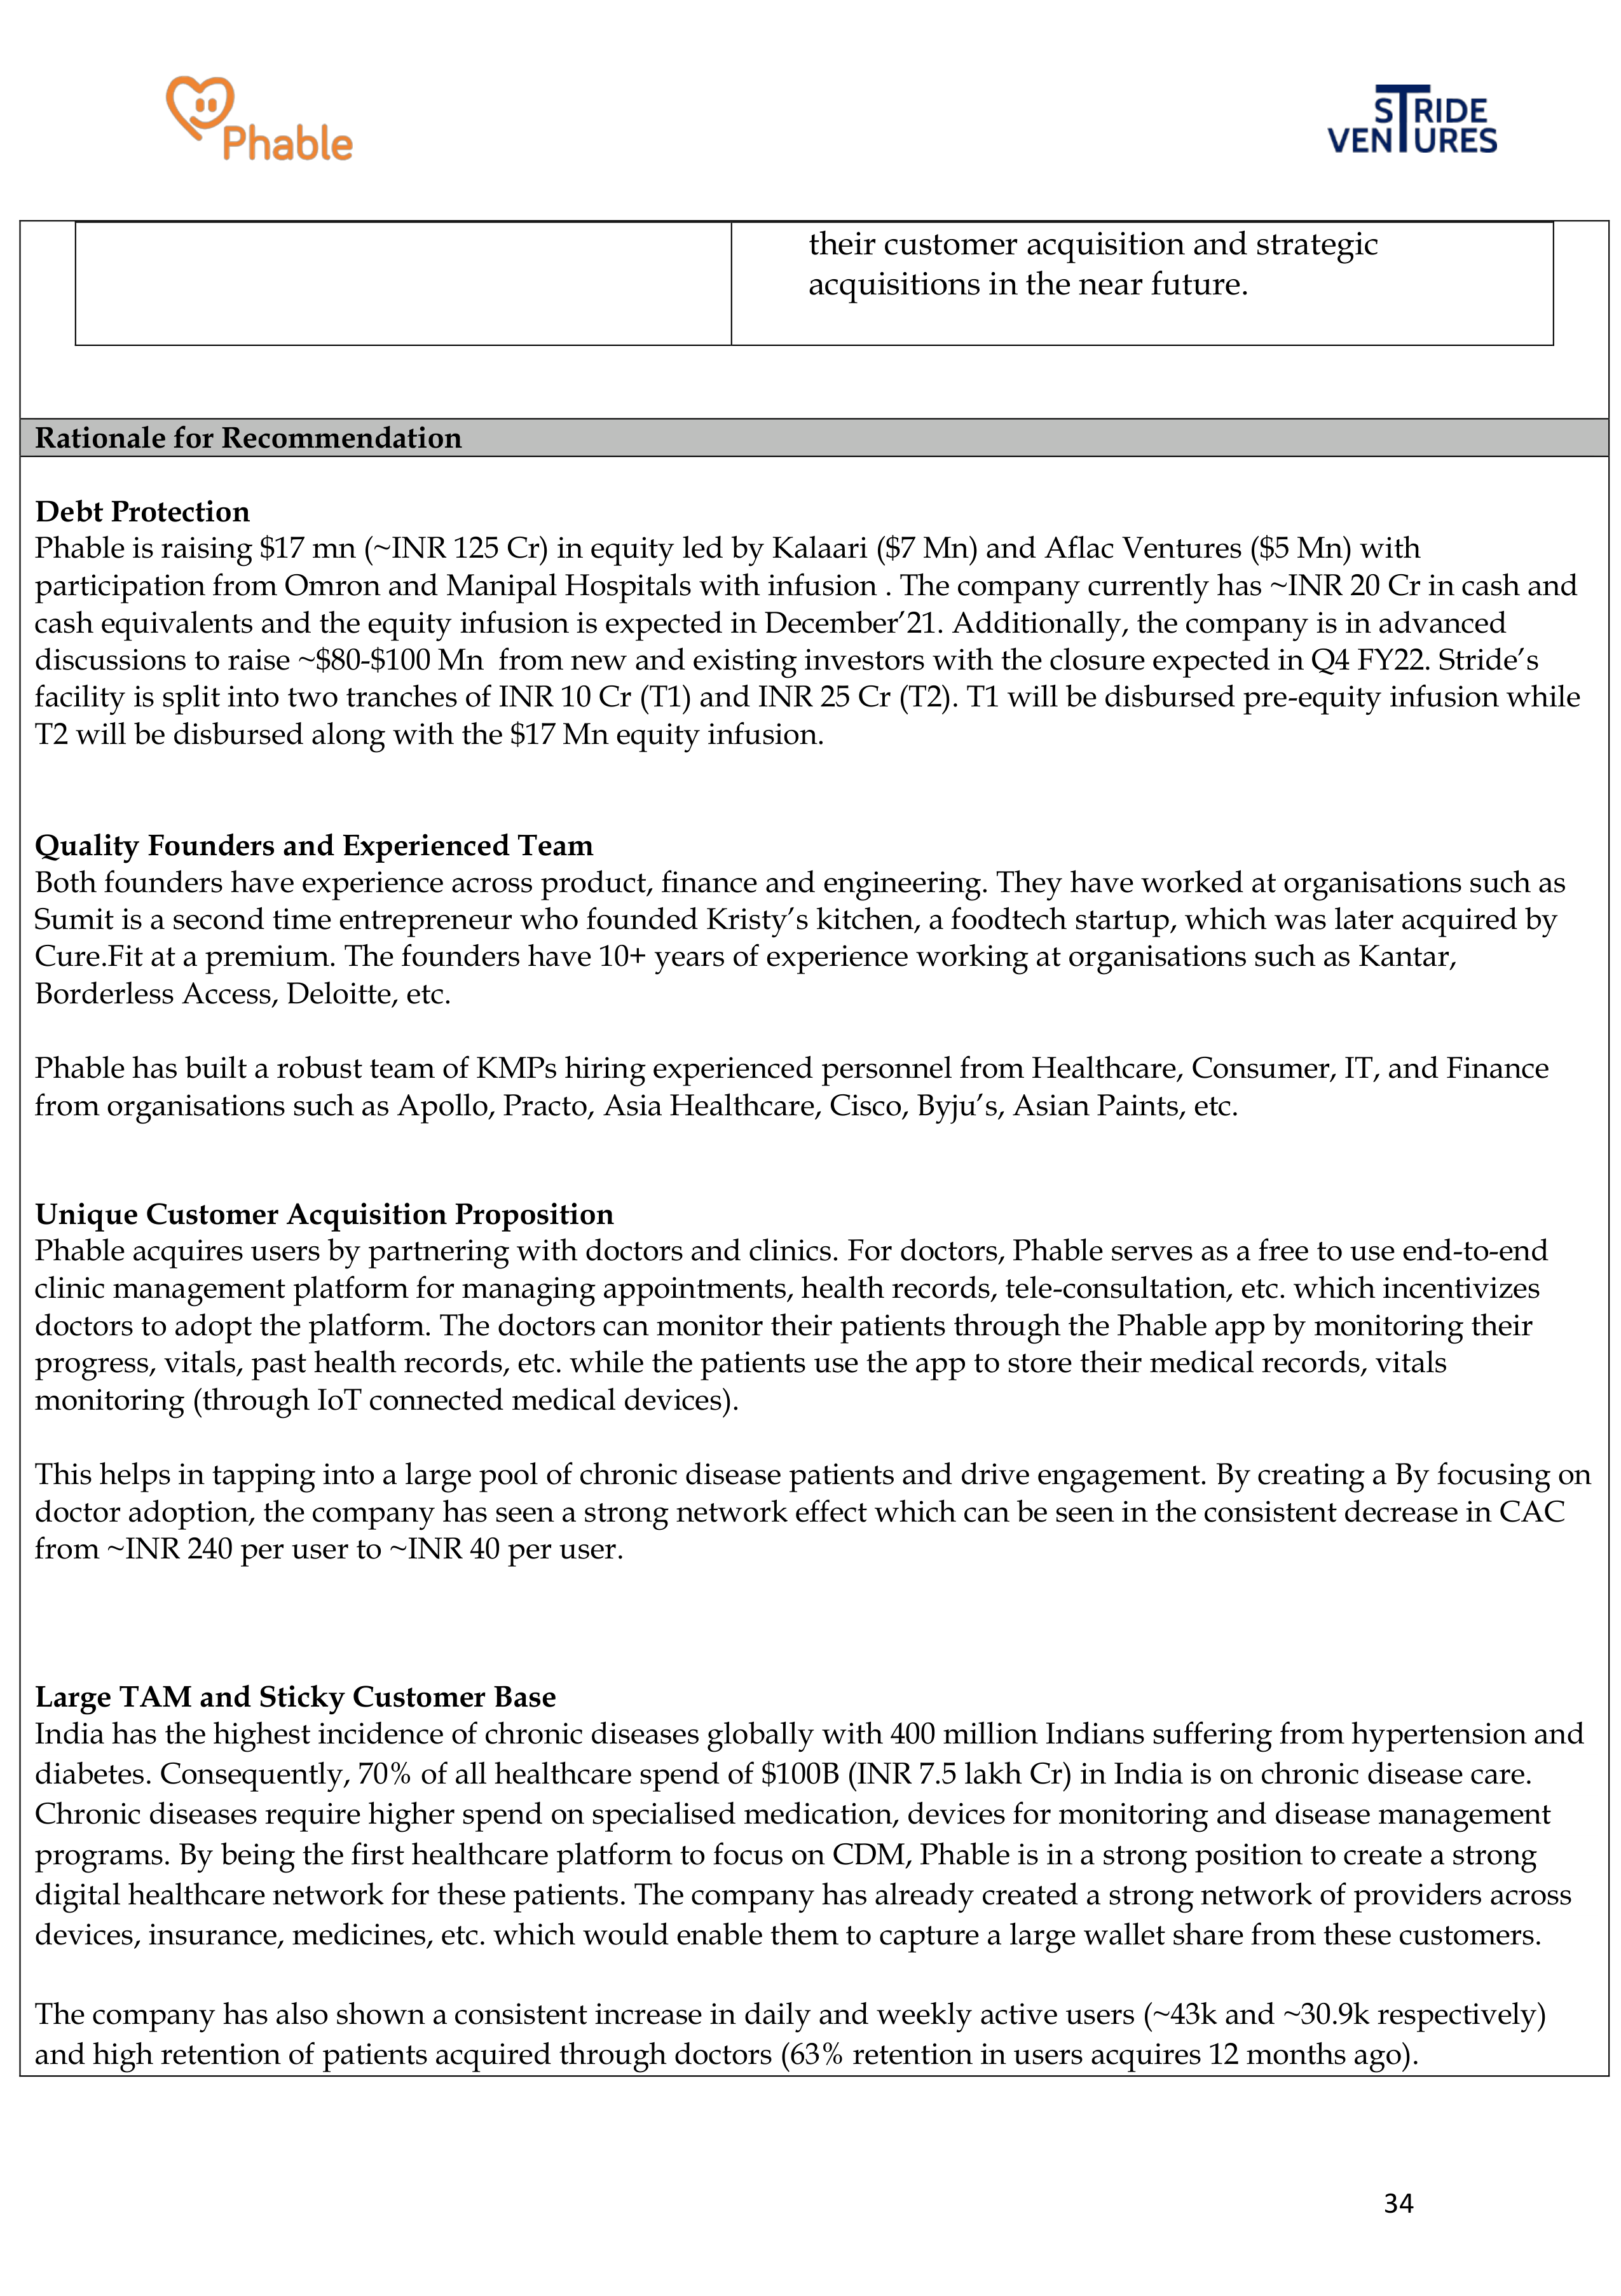 Phable
STRIDE
VENTURES
their customer acquisition and strategic
acquisitions in the near future.
Rationale for Recommendation
Debt Protection
Phable is raising $17 mn (~INR 125 Cr) in equity led by Kalaari ($7 Mn) and Aflac Ventures ($5 Mn) with
participation from Omron and Manipal Hospitals with infusion . The company currently has ~INR 20 Cr in cash and
cash equivalents and the equity infusion is expected in December’21. Additionally, the company is in advanced
discussions to raise ~$80-$100 Mn  from new and existing investors with the closure expected in Q4 FY22. Stride’s
facility is split into two tranches of INR 10 Cr (T1) and INR 25 Cr (T2). T1 will be disbursed pre-equity infusion while
T2 will be disbursed along with the $17 Mn equity infusion.
Quality Founders and Experienced Team
Both founders have experience across product, finance and engineering. They have worked at organisations such as
Sumit is a second time entrepreneur who founded Kristy’s kitchen, a foodtech startup, which was later acquired by
Cure.Fit at a premium. The founders have 10+ years of experience working at organisations such as Kantar,
Borderless Access, Deloitte, etc.
Phable has built a robust team of KMPs hiring experienced personnel from Healthcare, Consumer, IT, and Finance
from organisations such as Apollo, Practo, Asia Healthcare, Cisco, Byju’s, Asian Paints, etc.
Unique Customer Acquisition Proposition
Phable acquires users by partnering with doctors and clinics. For doctors, Phable serves as a free to use end-to-end
clinic management platform for managing appointments, health records, tele-consultation, etc. which incentivizes
doctors to adopt the platform. The doctors can monitor their patients through the Phable app by monitoring their
progress, vitals, past health records, etc. while the patients use the app to store their medical records, vitals
monitoring (through IoT connected medical devices).
This helps in tapping into a large pool of chronic disease patients and drive engagement. By creating a By focusing on
doctor adoption, the company has seen a strong network effect which can be seen in the consistent decrease in CAC
from ~INR 240 per user to ~INR 40 per user.
Large TAM and Sticky Customer Base
India has the highest incidence of chronic diseases globally with 400 million Indians suffering from hypertension and
diabetes. Consequently, 70% of all healthcare spend of $100B (INR 7.5 lakh Cr) in India is on chronic disease care.
Chronic diseases require higher spend on specialised medication, devices for monitoring and disease management
programs. By being the first healthcare platform to focus on CDM, Phable is in a strong position to create a strong
digital healthcare network for these patients. The company has already created a strong network of providers across
devices, insurance, medicines, etc. which would enable them to capture a large wallet share from these customers.
The company has also shown a consistent increase in daily and weekly active users (~43k and ~30.9k respectively)
and high retention of patients acquired through doctors (63% retention in users acquires 12 months ago).
34